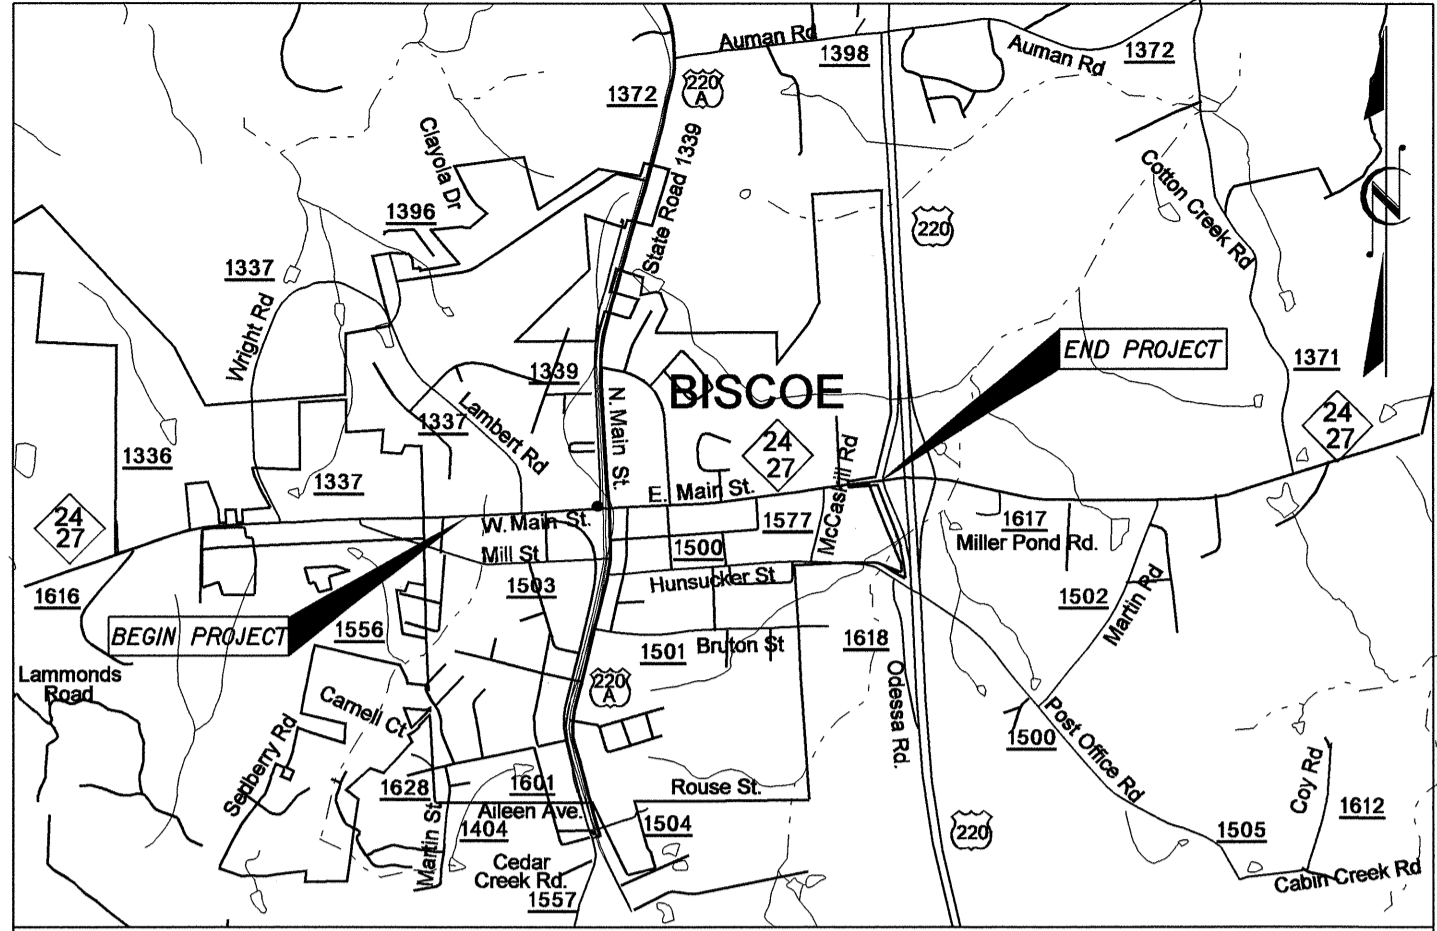 Auman Rd
1398
Auman Rd
1372
1372
220
A
State Road 1339
Clayola Dr
1396
Cotton Creek Rd
220
N
1337
Wright Rd
END PROJECT
1371
1339
BISCOE
N. Main St.
24
27
1337
Lambert Rd
24
27
1336
1337
E. Main St.
McCaskill Rd
24
27
W. Main St.
1577
1617
Miller Pond Rd.
Mill St
1500
Hunsucker St
1503
1616
1502
Martin Rd
BEGIN PROJECT
1556
1501
Bruton St
1618
Odessa Rd.
Lammonds
Road
220
A
Carnell Ct
Sedberry Rd
1500
Post Office Rd
1628
Martin St
1601
Aileen Ave.
1404
Rouse St.
1504
220
Coy Rd
1612
1505
Cedar
Creek Rd.
1557
Cabin Creek Rd